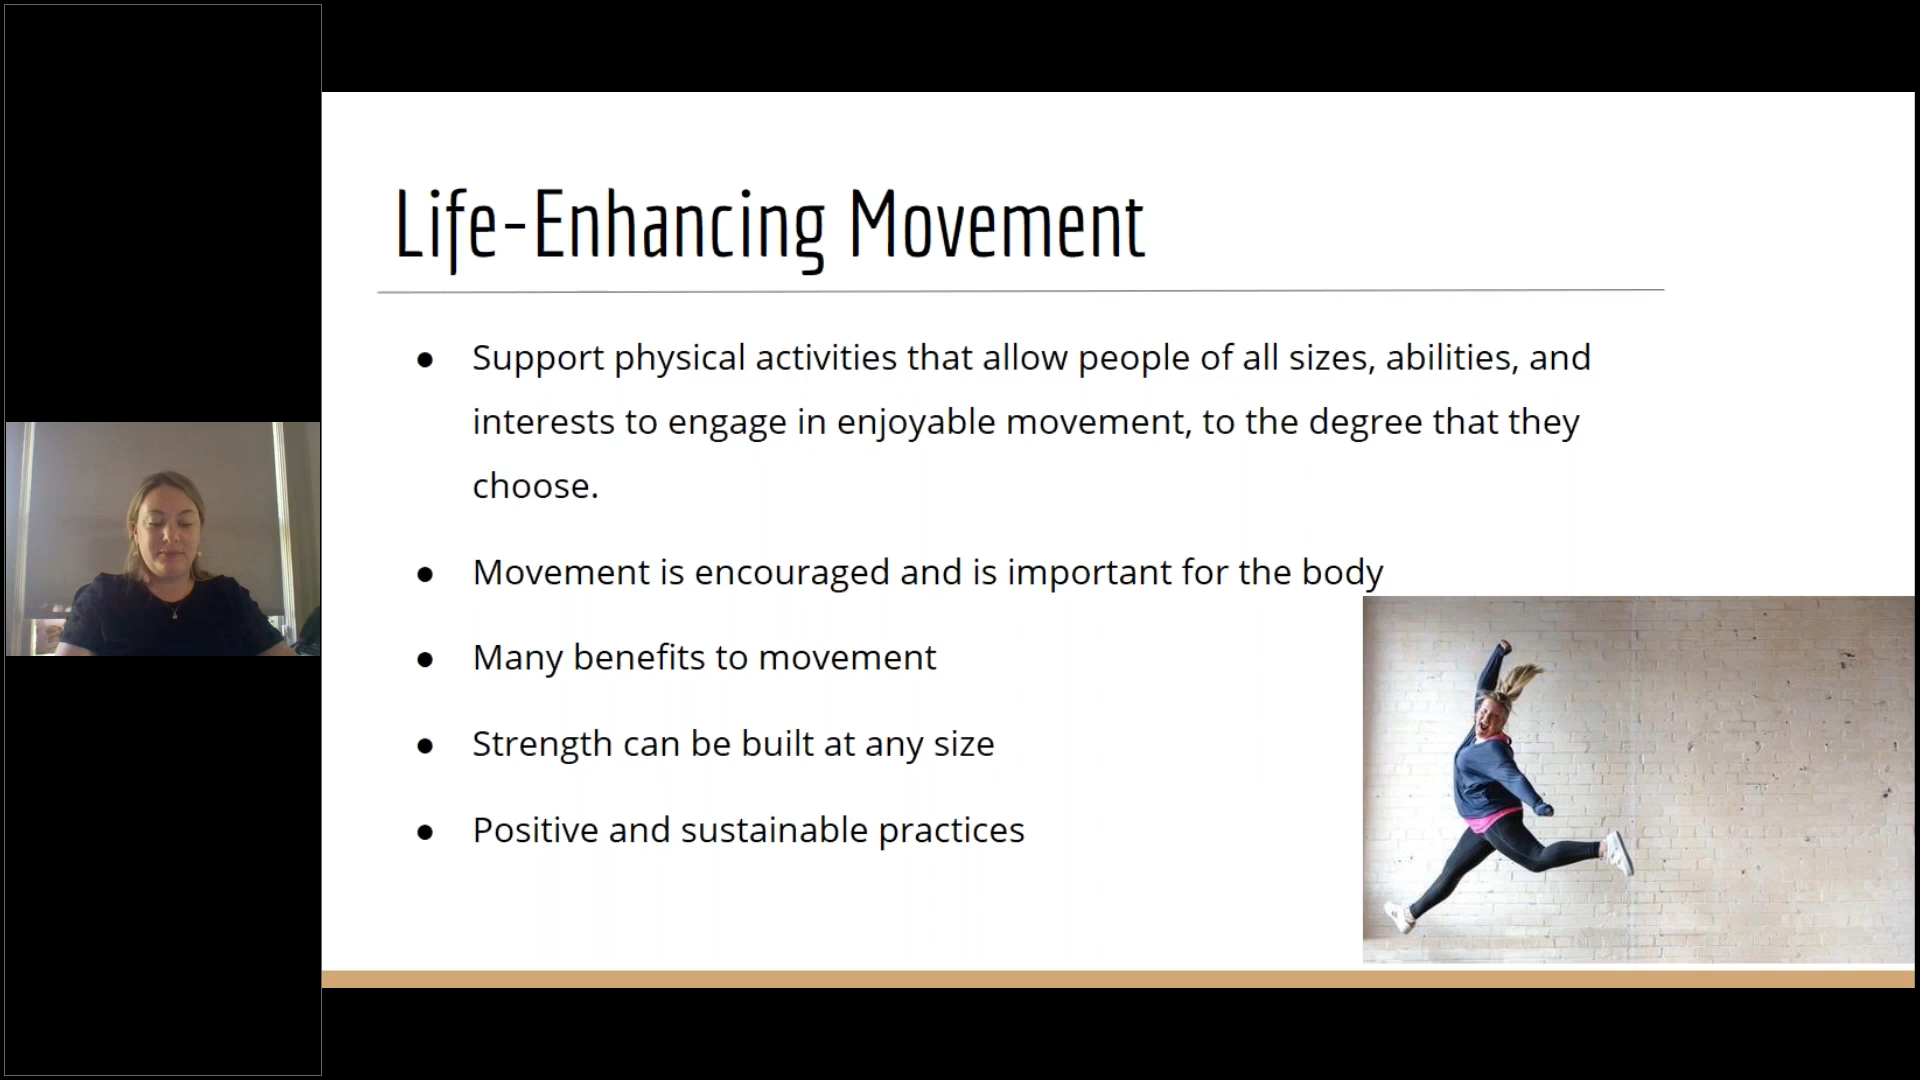 Life-Enhancing Movement
● Support physical activities that allow people of all sizes, abilities, and
interests to engage in enjoyable movement, to the degree that they
choose.
● Movement is encouraged and is important for the body
● Many benefits to movement
● Strength can be built at any size
● Positive and sustainable practices